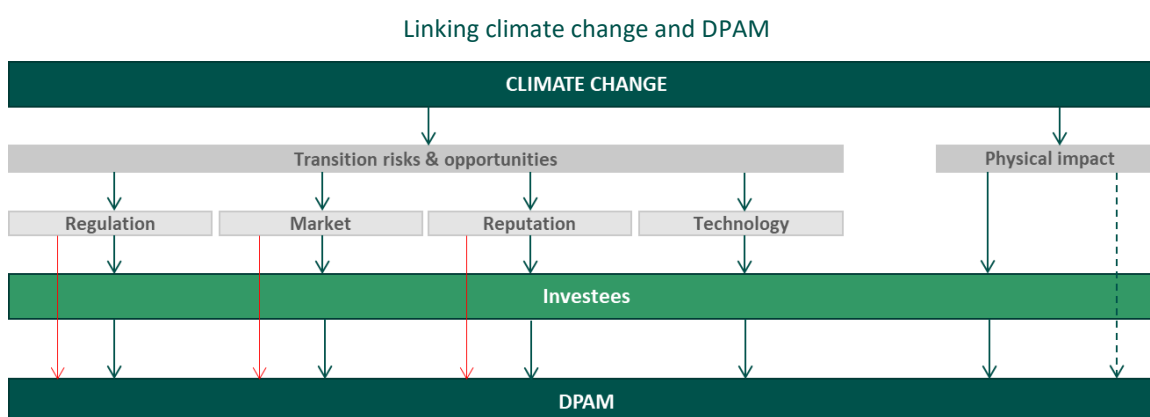 Linking climate change and DPAM
CLIMATE CHANGE
Transition risks & opportunities
Physical impact
Regulation
Market
Reputation
Technology
Investees
DPAM